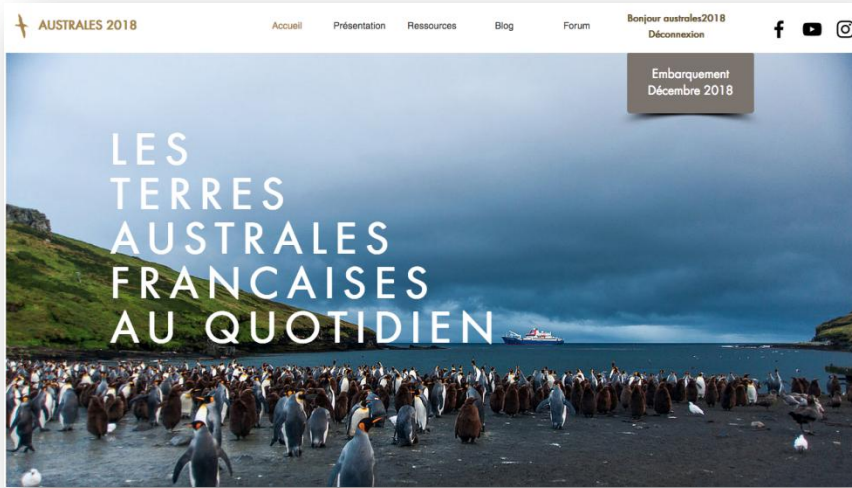 AUSTRALES 2018
Accueil
Présentation
Ressources
Blog
Forum
Bonjour australes2018
Déconnexion
Embarquement
Décembre 2018
LES
TERRES
AUSTRALES
FRANCAISES
AU QUOTIDIEN